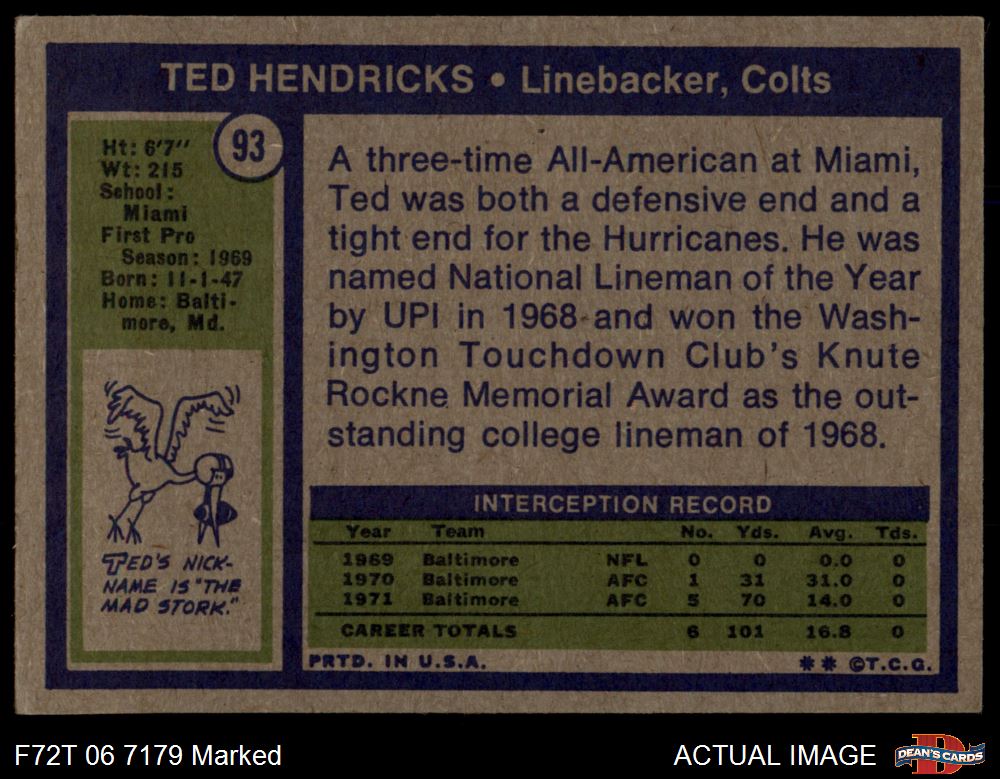 TED HENDRICKS • Linebacker, Colts
93
Ht: 6'7"
Wt: 215
School:
Miami
First Pro
Season: 1969
Born: 11-1-47
Home: Balti-
more, Md.
TED'S NICK-
NAME IS "THE
MAD STORK."
A three-time All-American at Miami,
Ted was both a defensive end and a
tight end for the Hurricanes. He was
named National Lineman of the Year
by UPI in 1968 and won the Wash-
ington Touchdown Club's Knute
Rockne Memorial Award as the out-
standing college lineman of 1968.
INTERCEPTION RECORD
Year Team No. Yds. Avg. Tds.
1969 Baltimore NFL 0 0 0.0 0
1970 Baltimore AFC 1 31 31.0 0
1971 Baltimore AFC 5 70 14.0 0
CAREER TOTALS 6 101 16.8 0
PRTD. IN U.S.A. ** ©T.C.G.
F72T 06 7179 Marked
ACTUAL IMAGE
D
DEAN'S CARDS